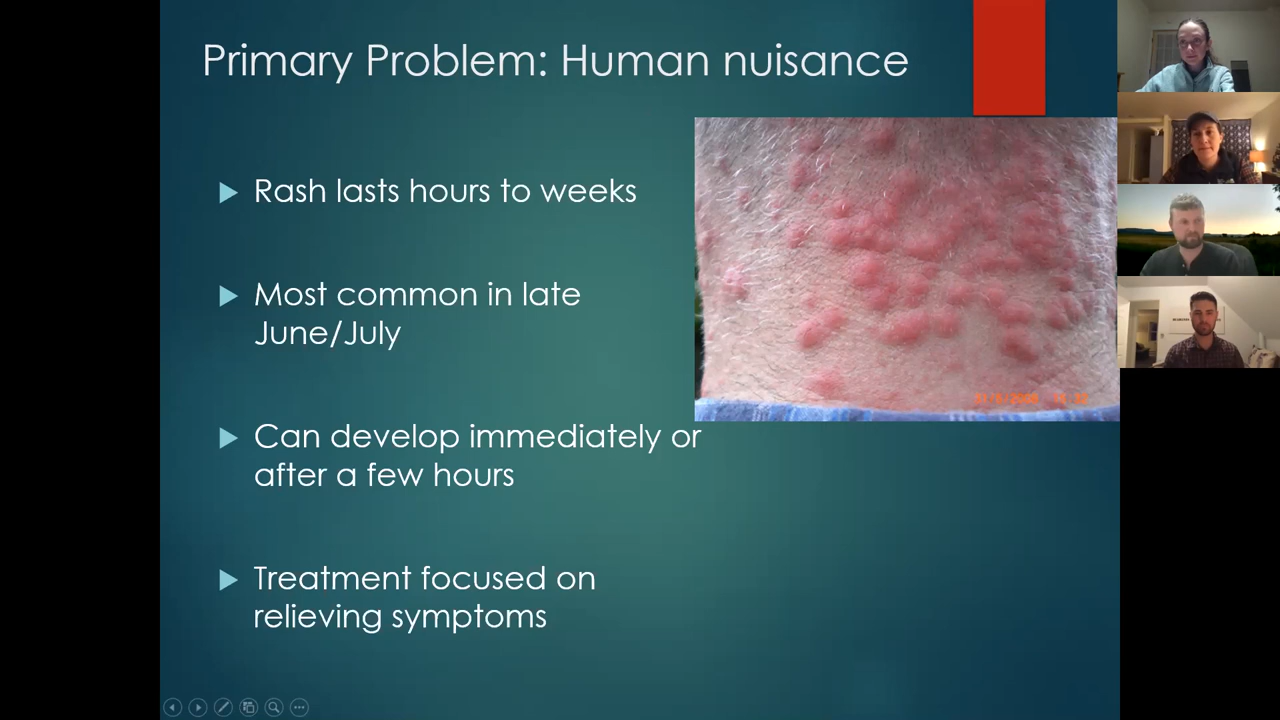 Primary Problem: Human nuisance
Rash lasts hours to weeks
Most common in late
June/July
Can develop immediately or
after a few hours
Treatment focused on
relieving symptoms